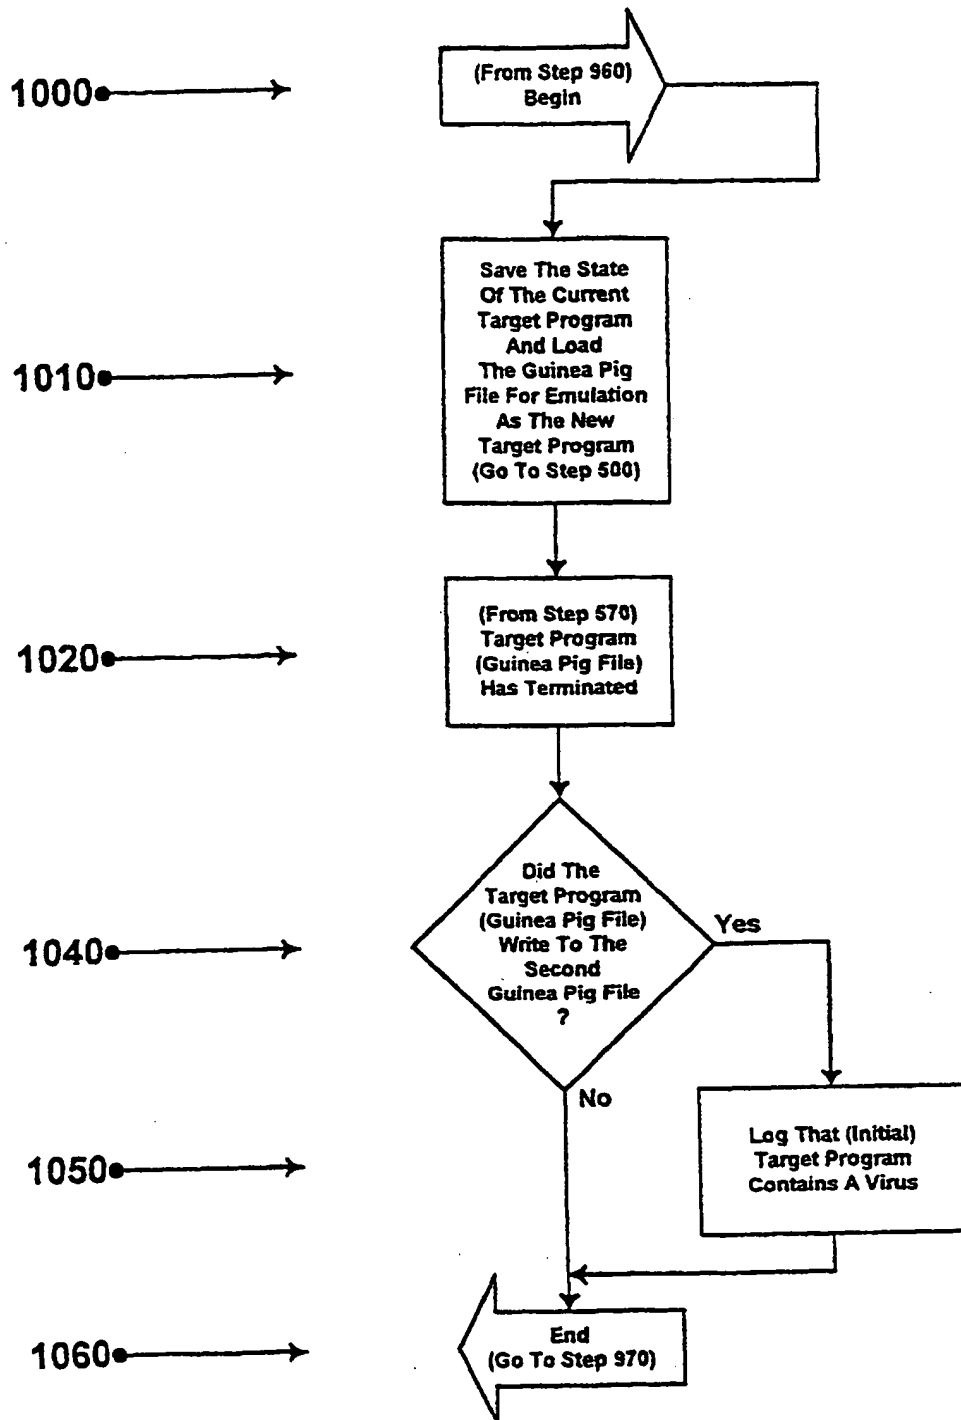 1000
(From Step 960)
Begin
1010
Save The State
Of The Current
Target Program
And Load
The Guinea Pig
File For Emulation
As The New
Target Program
(Go To Step 500)
1020
(From Step 570)
Target Program
(Guinea Pig File)
Has Terminated
1040
Did The
Target Program
(Guinea Pig File)
Write To The
Second
Guinea Pig File
?
Yes
No
1050
Log That (Initial)
Target Program
Contains A Virus
1060
End
(Go To Step 970)